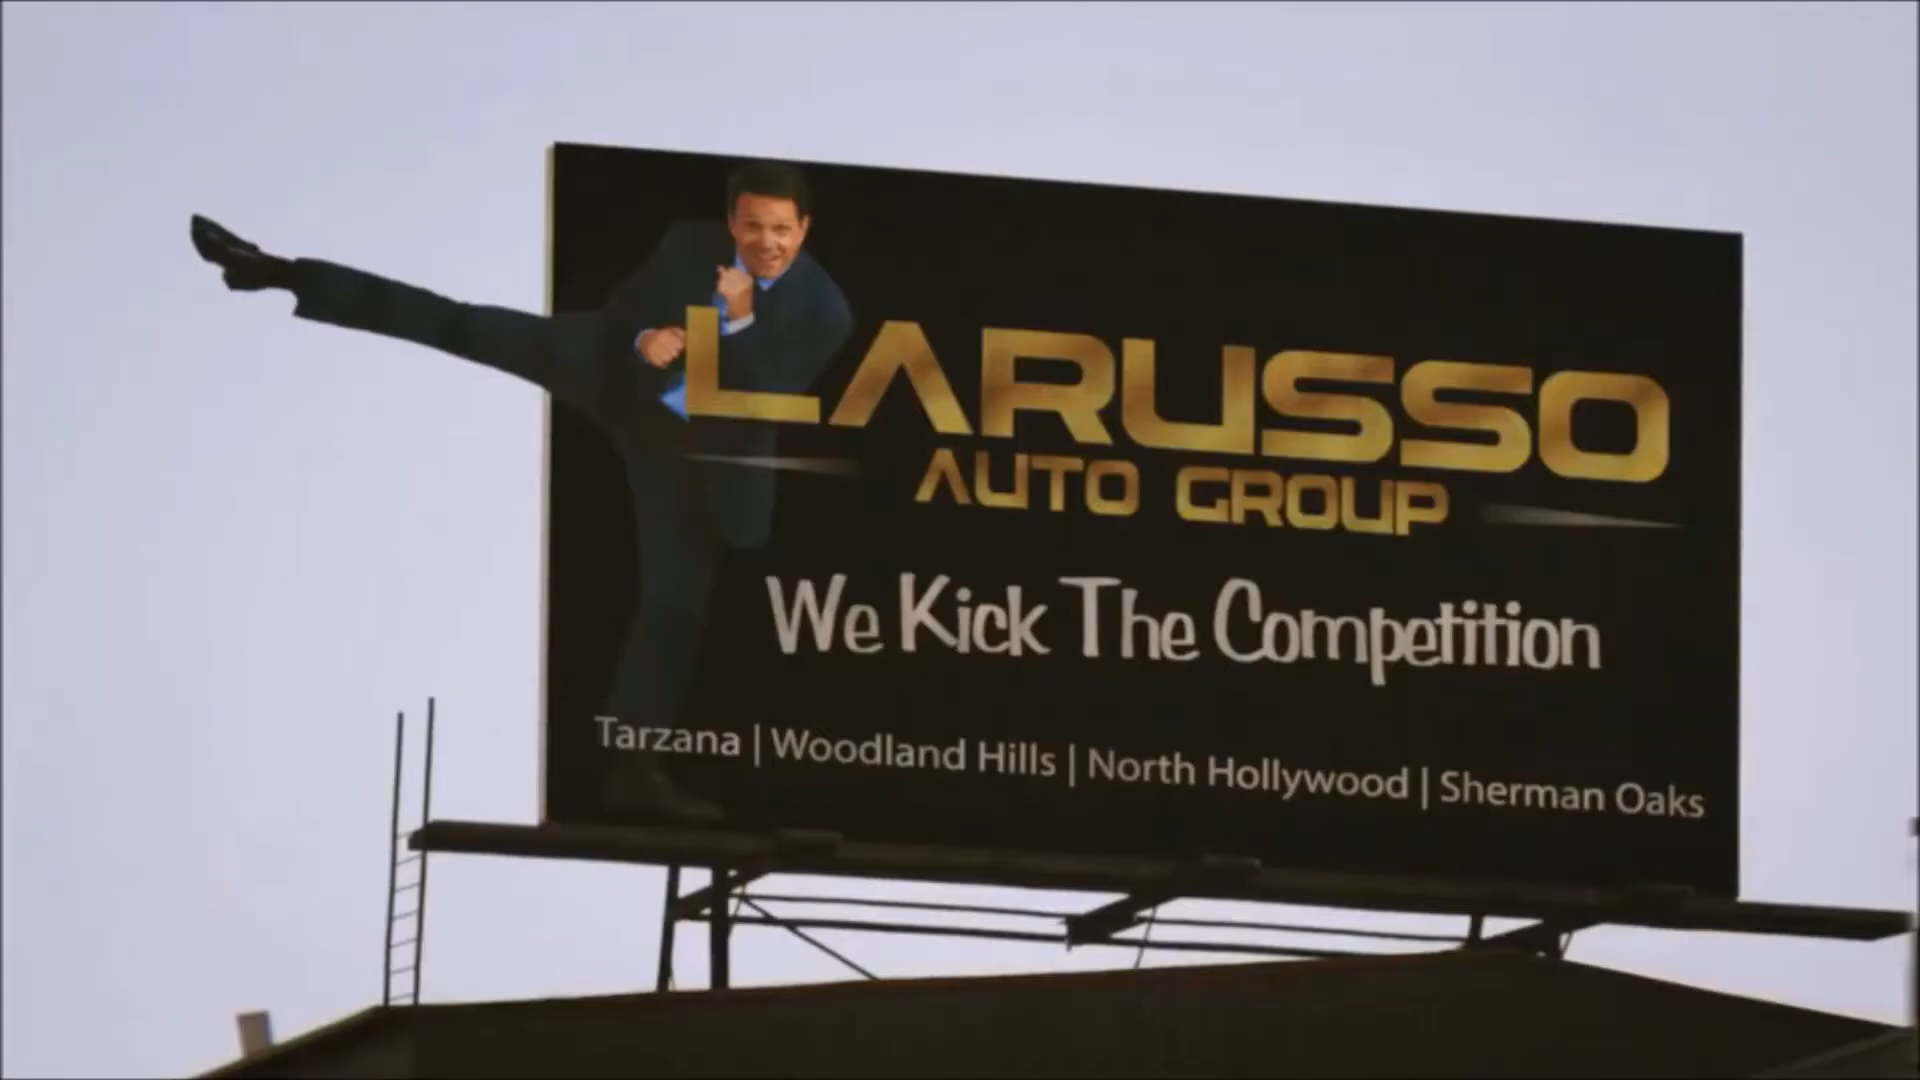 LARUSSO
AUTO GROUP
We Kick The Competition
Tarzana | Woodland Hills | North Hollywood | Sherman Oaks